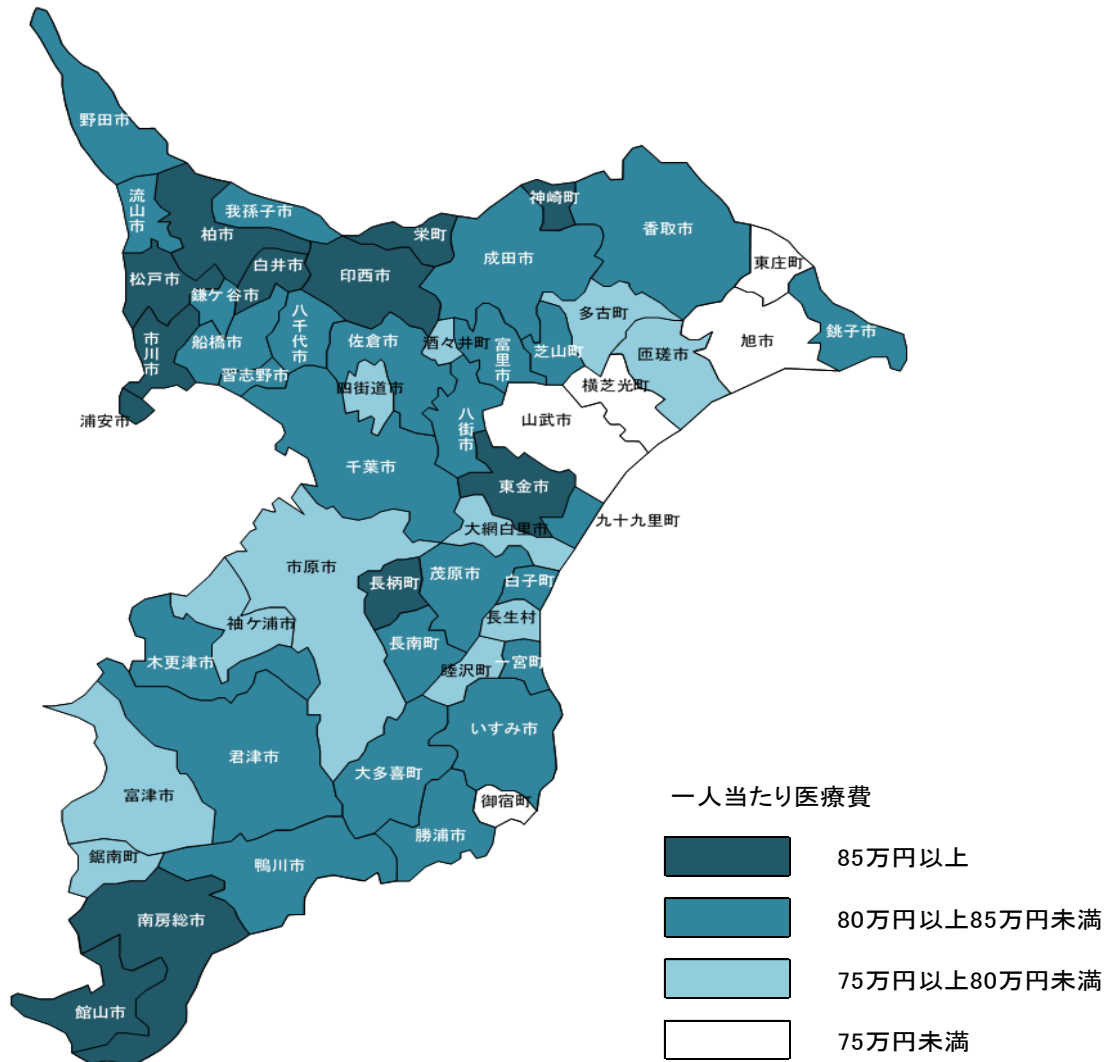 野田市
流山市
柏市
我孫子市
神崎町
栄町
香取市
成田市
東庄町
松戸市
白井市
印西市
鎌ケ谷市
八千代市
多古町
市川市
船橋市
佐倉市
酒々井町
富里市
芝山町
匝瑳市
旭市
銚子市
習志野市
四街道市
横芝光町
浦安市
八街市
山武市
千葉市
東金市
九十九里町
大網白里市
市原市
長柄町
茂原市
白子町
袖ケ浦市
長生村
木更津市
長南町
睦沢町
一宮町
いすみ市
君津市
大多喜町
富津市
御宿町
勝浦市
鋸南町
鴨川市
南房総市
館山市
一人当たり医療費
85万円以上
80万円以上85万円未満
75万円以上80万円未満
75万円未満